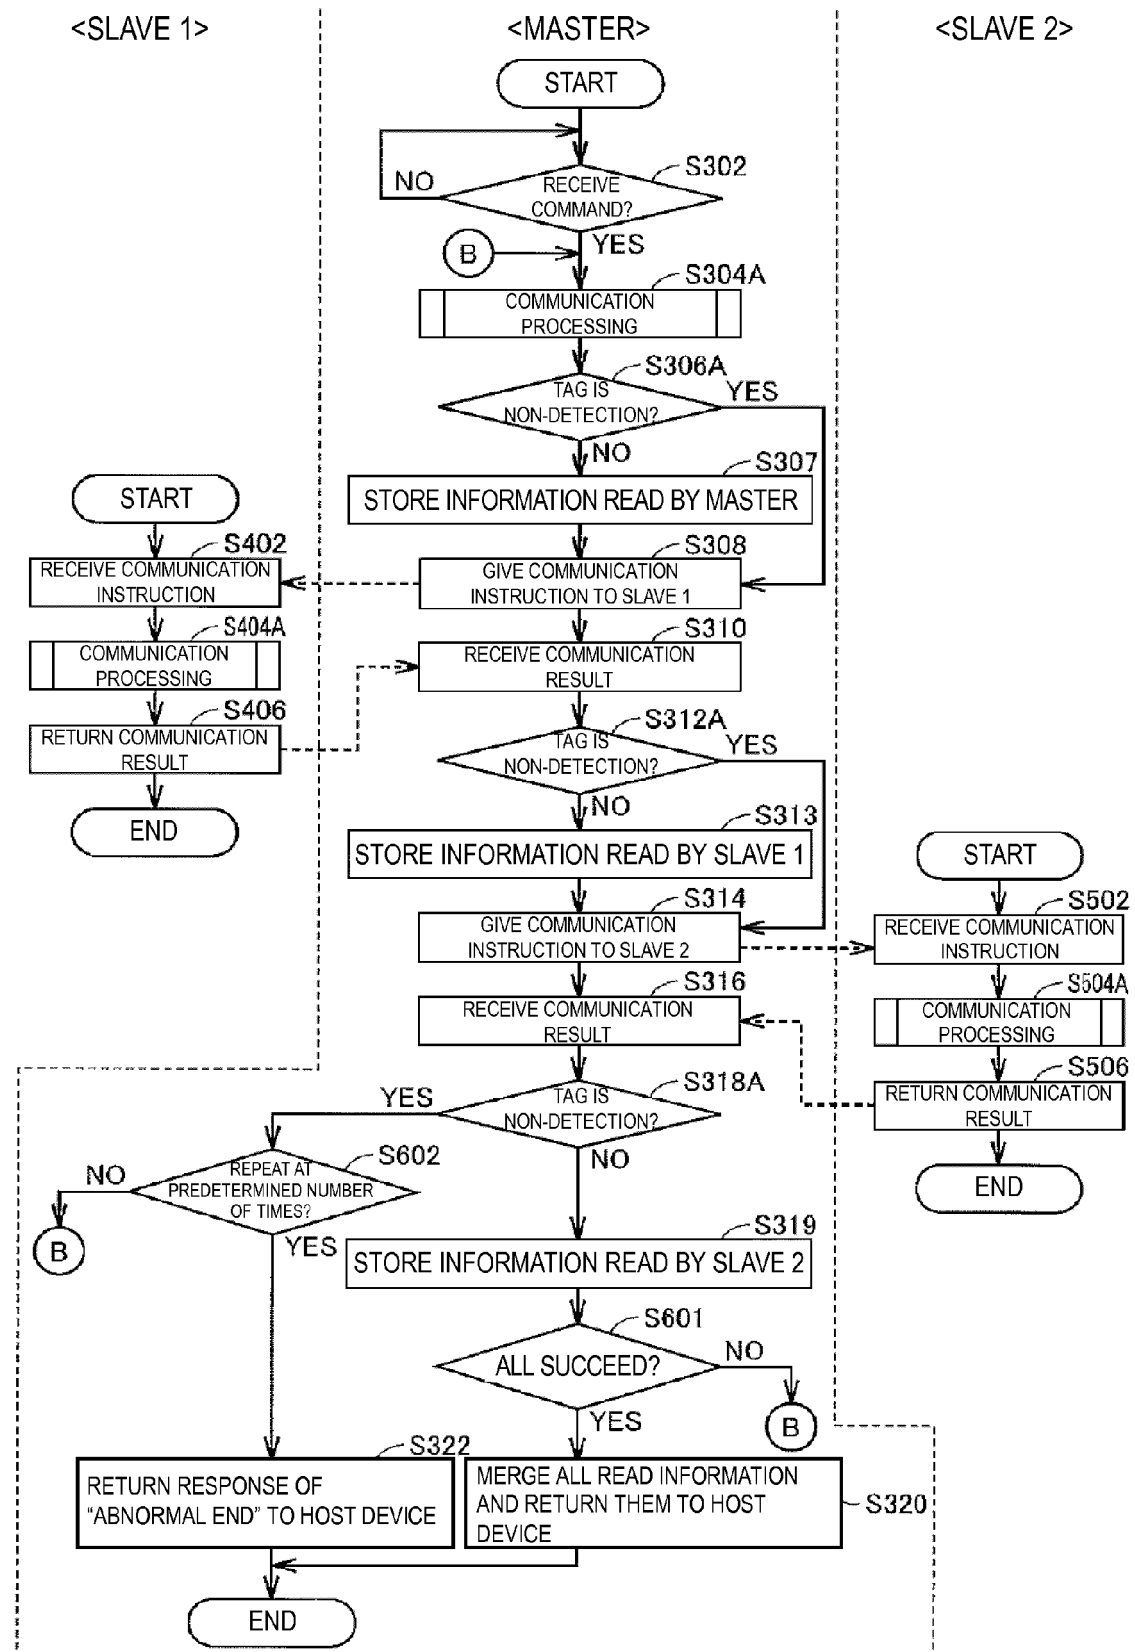 <SLAVE 1>
<MASTER>
<SLAVE 2>
START
S302
RECEIVE
COMMAND?
NO
YES
B
S304A
COMMUNICATION
PROCESSING
S306A
TAG IS
NON-DETECTION?
YES
NO
S307
STORE INFORMATION READ BY MASTER
START
S402
RECEIVE COMMUNICATION
INSTRUCTION
S308
GIVE COMMUNICATION
INSTRUCTION TO SLAVE 1
S404A
COMMUNICATION
PROCESSING
S310
RECEIVE COMMUNICATION
RESULT
S406
RETURN COMMUNICATION
RESULT
END
S312A
TAG IS
NON-DETECTION?
YES
NO
S313
STORE INFORMATION READ BY SLAVE 1
START
S314
GIVE COMMUNICATION
INSTRUCTION TO SLAVE 2
S502
RECEIVE COMMUNICATION
INSTRUCTION
S316
RECEIVE COMMUNICATION
RESULT
S504A
COMMUNICATION
PROCESSING
S506
RETURN COMMUNICATION
RESULT
END
S318A
TAG IS
NON-DETECTION?
YES
NO
S602
REPEAT AT
PREDETERMINED NUMBER
OF TIMES?
NO
B
YES
S319
STORE INFORMATION READ BY SLAVE 2
S601
ALL SUCCEED?
NO
B
YES
S322
RETURN RESPONSE OF
“ABNORMAL END” TO HOST DEVICE
MERGE ALL READ INFORMATION
AND RETURN THEM TO HOST
DEVICE
S320
END